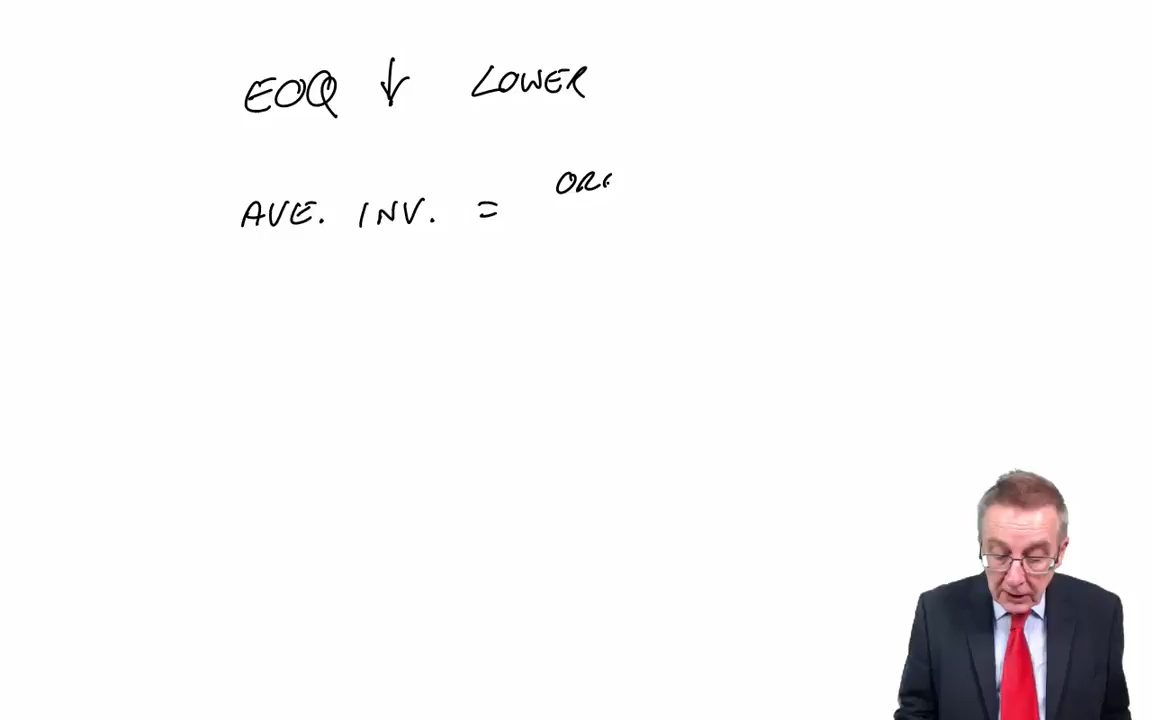 EOQ ↓ LOWER
OR
AVE. INV. =